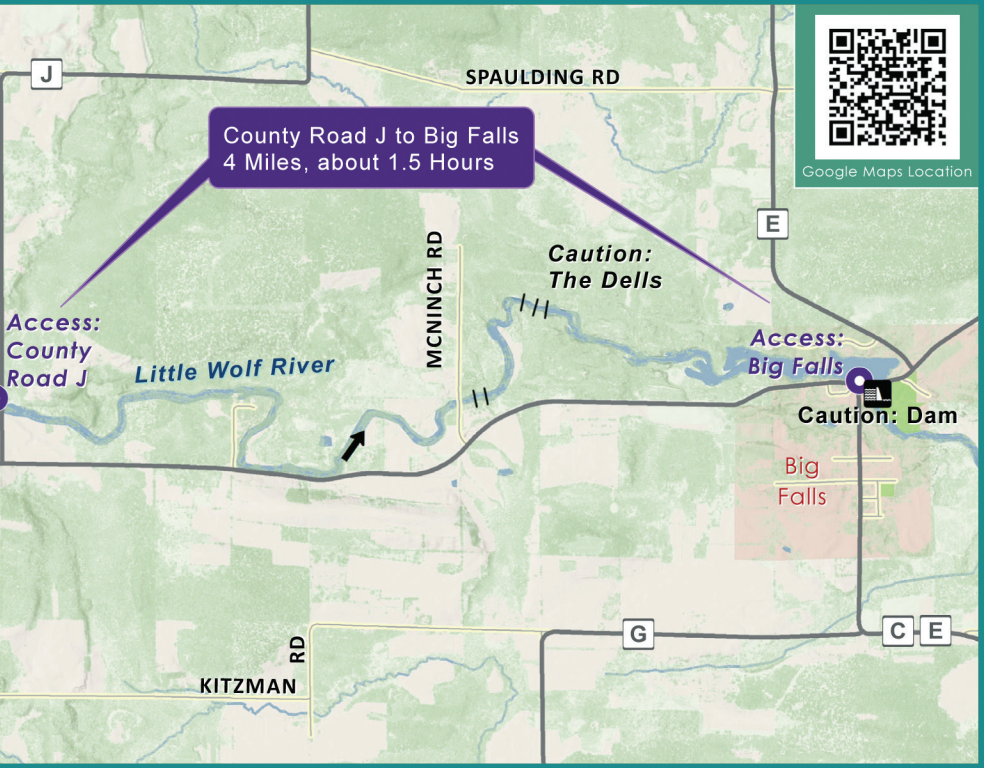 J
SPAULDING RD
County Road J to Big Falls
4 Miles, about 1.5 Hours
Google Maps Location
E
MCNINCH RD
Caution:
The Dells
Access:
County
Road J
Little Wolf River
Access:
Big Falls
Caution: Dam
Big
Falls
G
C
E
RD
KITZMAN